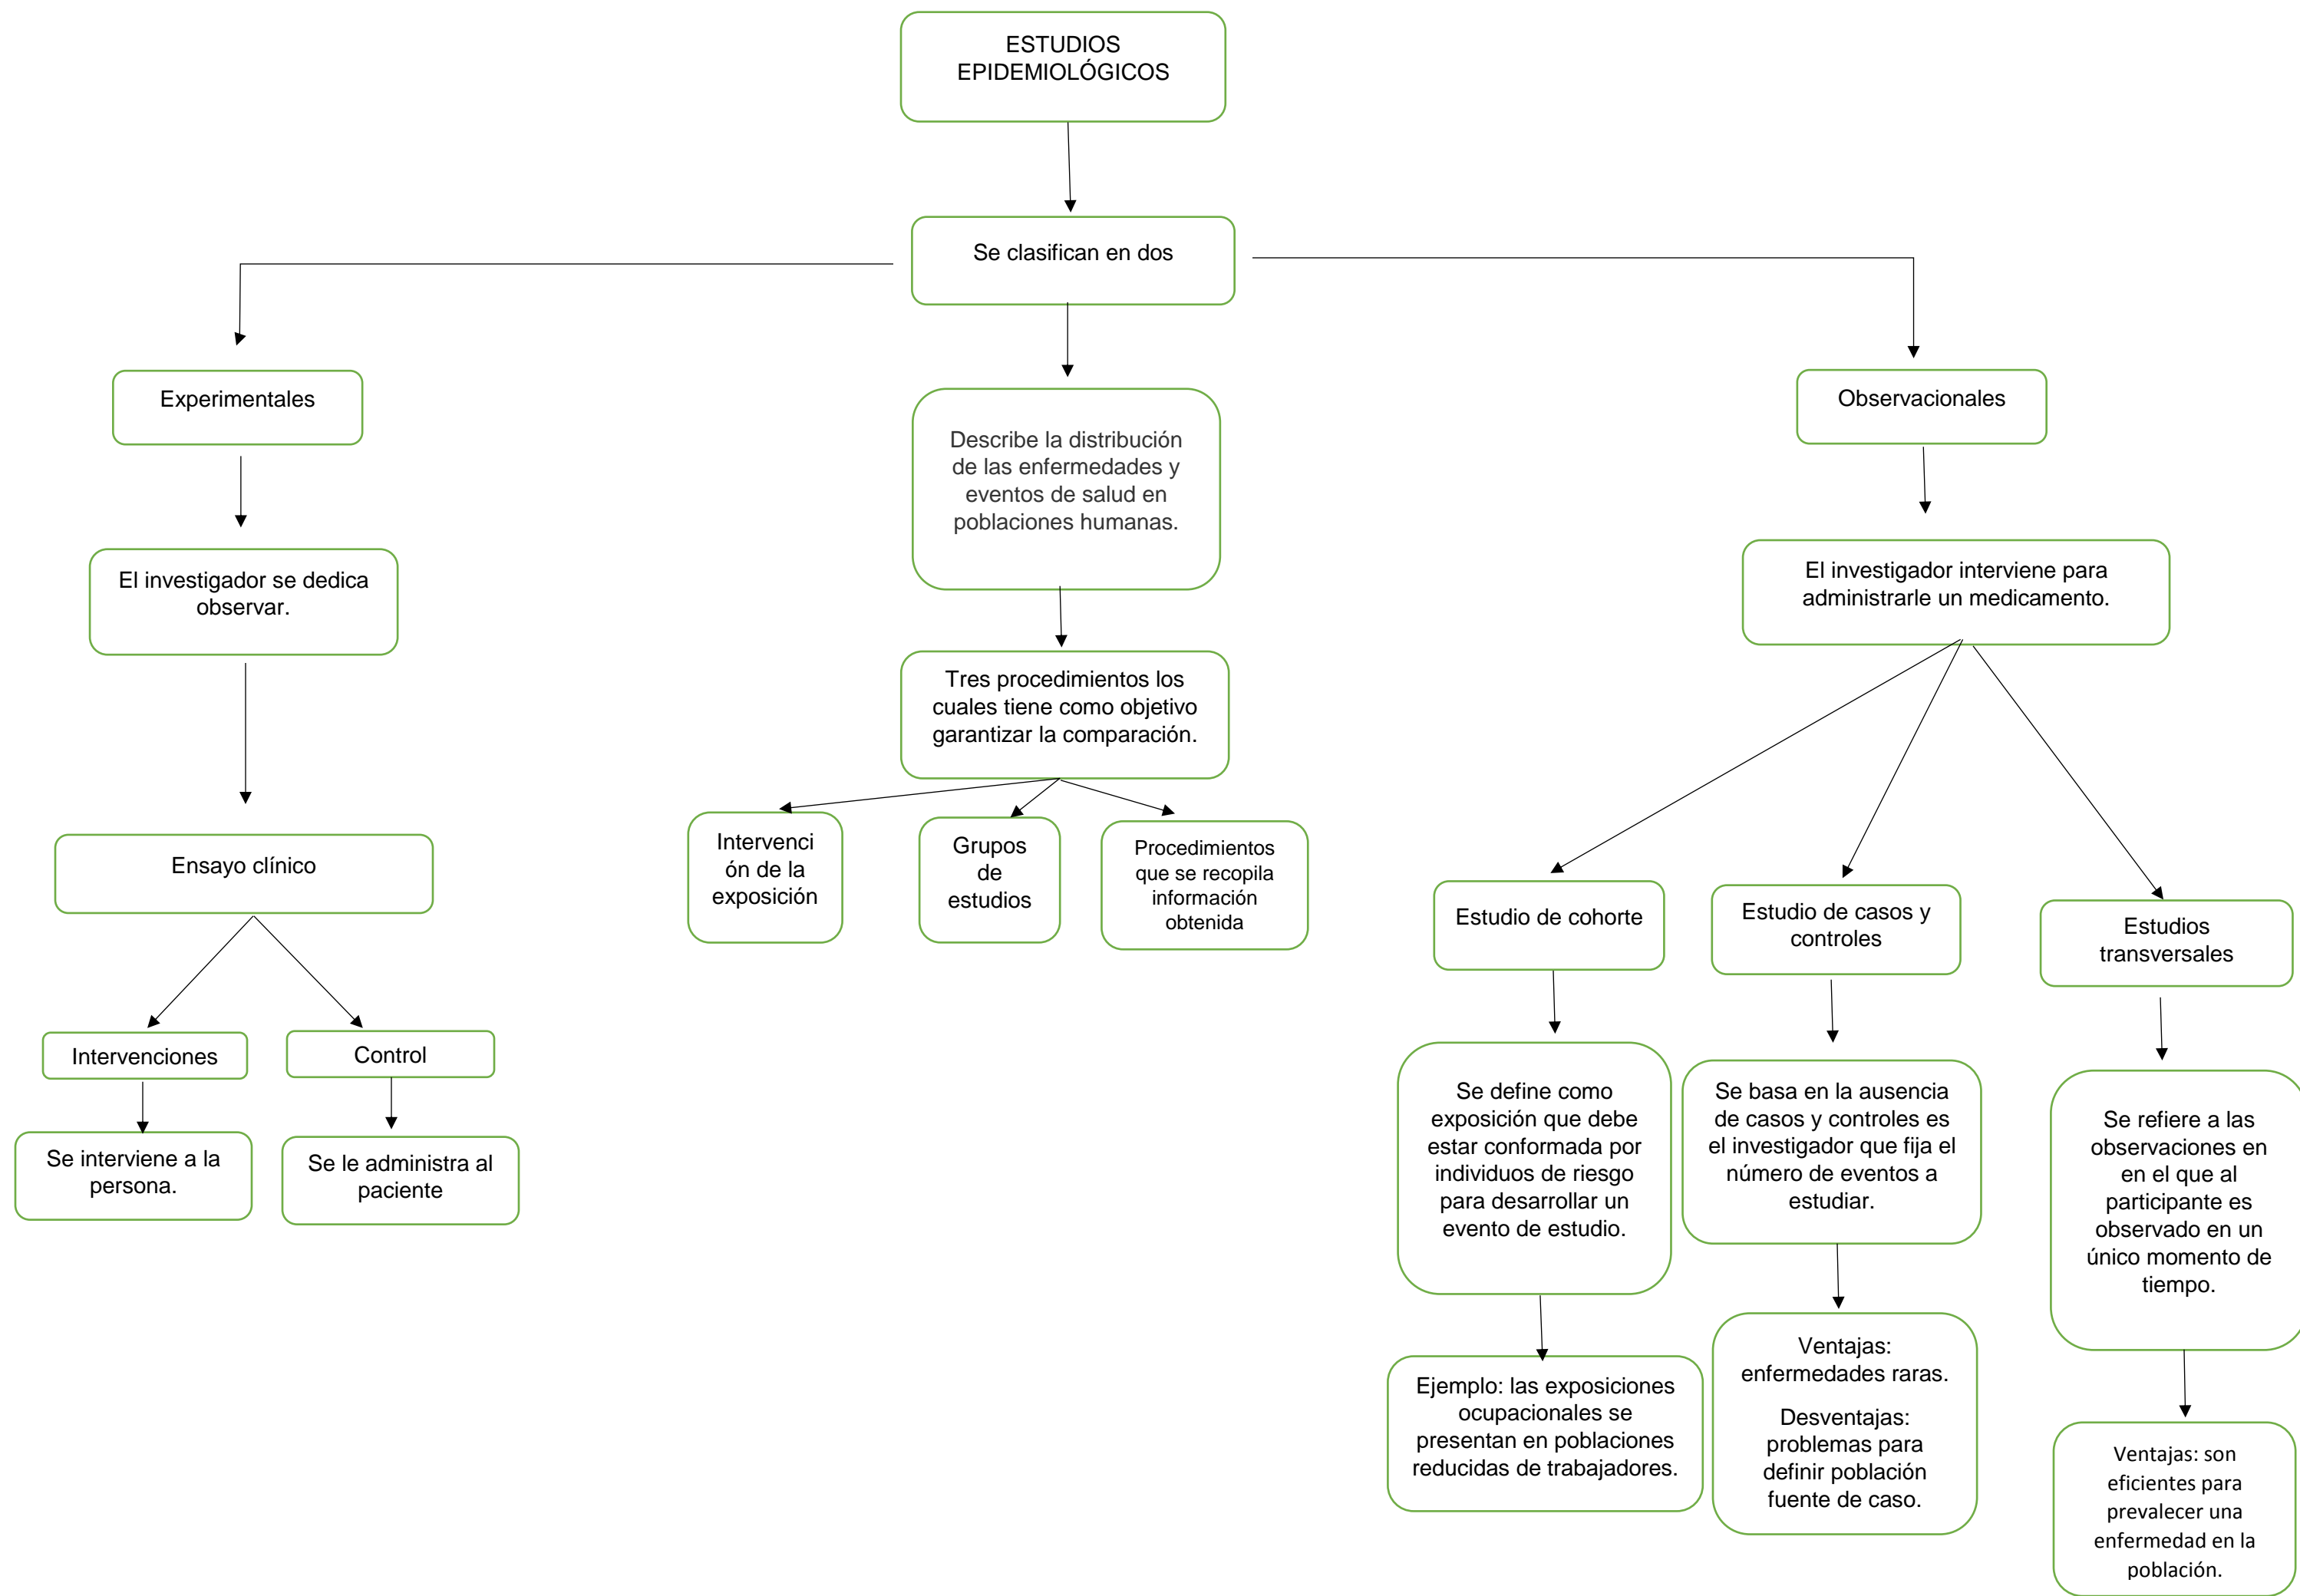 ESTUDIOS
EPIDEMIOLÓGICOS
Se clasifican en dos
Experimentales
El investigador se dedica
observar.
Ensayo clínico
Intervenciones
Se interviene a la
persona.
Control
Se le administra al
paciente
Describe la distribución
de las enfermedades y
eventos de salud en
poblaciones humanas.
Tres procedimientos los
cuales tiene como objetivo
garantizar la comparación.
Intervenci
ón de la
exposición
Grupos
de
estudios
Procedimientos
que se recopila
información
obtenida
Observacionales
El investigador interviene para
administrarle un medicamento.
Estudio de cohorte
Se define como
exposición que debe
estar conformada por
individuos de riesgo
para desarrollar un
evento de estudio.
Ejemplo: las exposiciones
ocupacionales se
presentan en poblaciones
reducidas de trabajadores.
Estudio de casos y
controles
Se basa en la ausencia
de casos y controles es
el investigador que fija el
número de eventos a
estudiar.
Ventajas:
enfermedades raras.
Desventajas:
problemas para
definir población
fuente de caso.
Estudios
transversales
Se refiere a las
observaciones en
en el que al
participante es
observado en un
único momento de
tiempo.
Ventajas: son
eficientes para
prevalecer una
enfermedad en la
población.